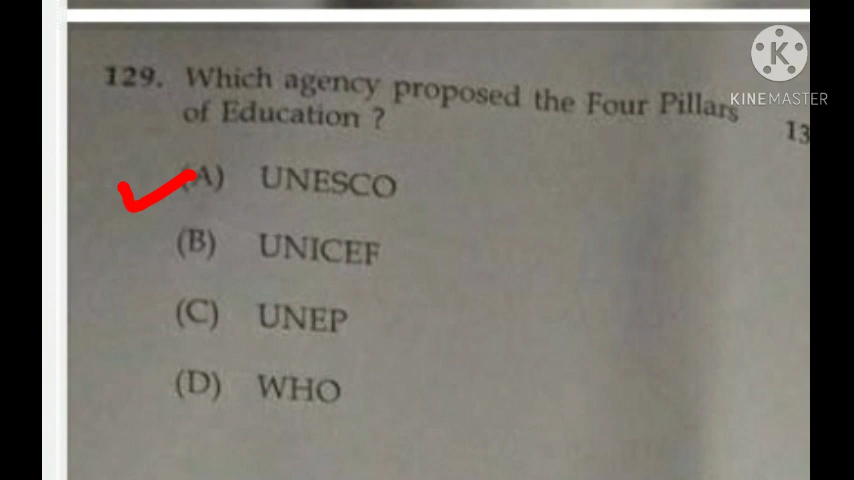 KINEMASTER
129. Which agency proposed the Four Pillars
of Education ?
13
(A) UNESCO
(B) UNICEF
(C) UNEP
(D) WHO